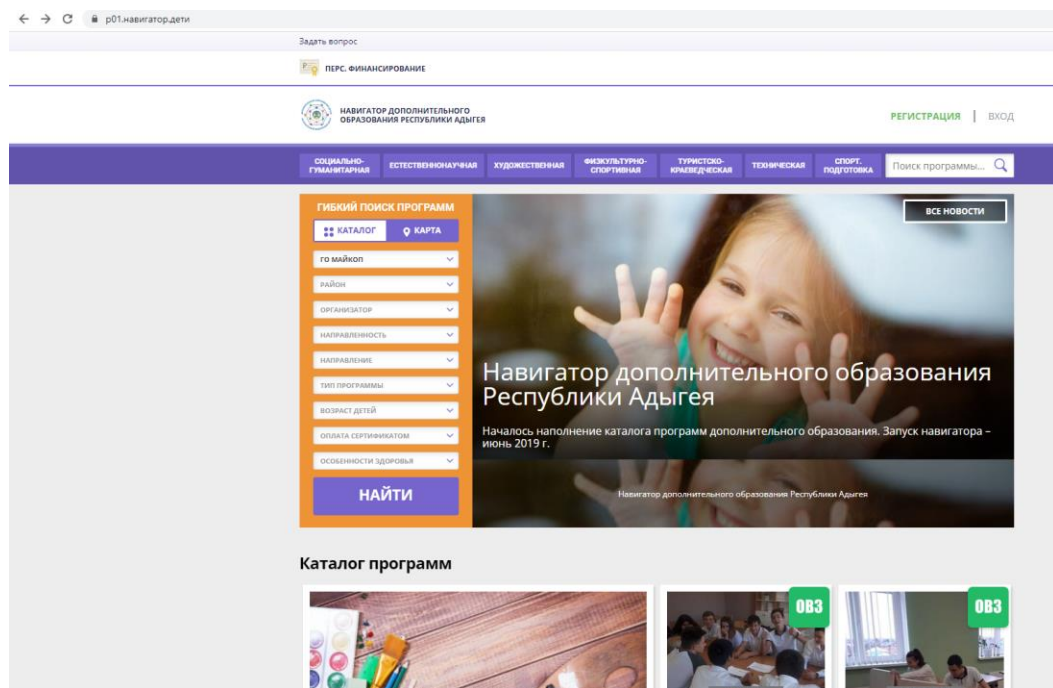 р01.навигатор.дети
Задать вопрос
ПЕРС. ФИНАНСИРОВАНИЕ
НАВИГАТОР ДОПОЛНИТЕЛЬНОГО
ОБРАЗОВАНИЯ РЕСПУБЛИКИ АДЫГЕЯ
РЕГИСТРАЦИЯ | ВХОД
СОЦИАЛЬНО-
ГУМАНИТАРНАЯ
ЕСТЕСТВЕННОНАУЧНАЯ
ХУДОЖЕСТВЕННАЯ
ФИЗКУЛЬТУРНО-
СПОРТИВНАЯ
ТУРИСТСКО-
КРАЕВЕДЧЕСКАЯ
ТЕХНИЧЕСКАЯ
СПОРТ.
ПОДГОТОВКА
Поиск программы...
ГИБКИЙ ПОИСК ПРОГРАММ
КАТАЛОГ
КАРТА
ГО МАЙКОП
РАЙОН
ОРГАНИЗАТОР
НАПРАВЛЕННОСТЬ
НАПРАВЛЕНИЕ
ТИП ПРОГРАММЫ
ВОЗРАСТ ДЕТЕЙ
ОПЛАТА СЕРТИФИКАТОМ
ОСОБЕННОСТИ ЗДОРОВЬЯ
НАЙТИ
ВСЕ НОВОСТИ
Навигатор дополнительного образования
Республики Адыгея
Началось наполнение каталога программ дополнительного образования. Запуск навигатора –
июнь 2019 г.
Навигатор дополнительного образования Республики Адыгея
Каталог программ
ОВЗ
ОВЗ